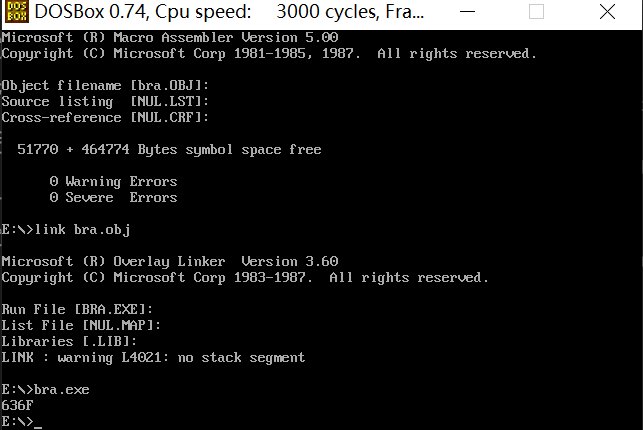 DOS
BOX
DOSBox 0.74, Cpu speed: 3000 cycles, Fra...
Microsoft (R) Macro Assembler Version 5.00
Copyright (C) Microsoft Corp 1981-1985, 1987.  All rights reserved.
Object filename [bra.OBJ]:
Source listing  [NUL.LST]:
Cross-reference [NUL.CRF]:
51770 + 464774 Bytes symbol space free
0 Warning Errors
0 Severe  Errors
E:\>link bra.obj
Microsoft (R) Overlay Linker  Version 3.60
Copyright (C) Microsoft Corp 1983-1987.  All rights reserved.
Run File [BRA.EXE]:
List File [NUL.MAP]:
Libraries [.LIB]:
LINK : warning L4021: no stack segment
E:\>bra.exe
636F
E:\>_